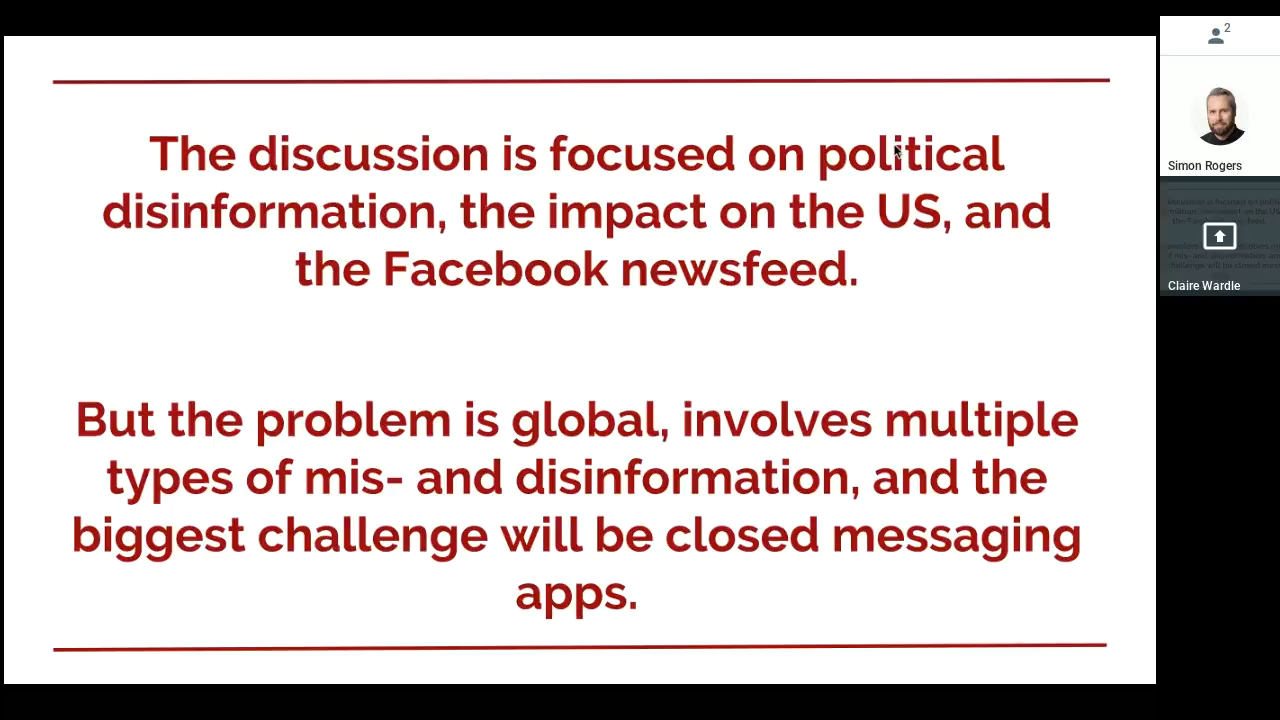 The discussion is focused on political
disinformation, the impact on the US, and
the Facebook newsfeed.
But the problem is global, involves multiple
types of mis- and disinformation, and the
biggest challenge will be closed messaging
apps.
2
Simon Rogers
Claire Wardle